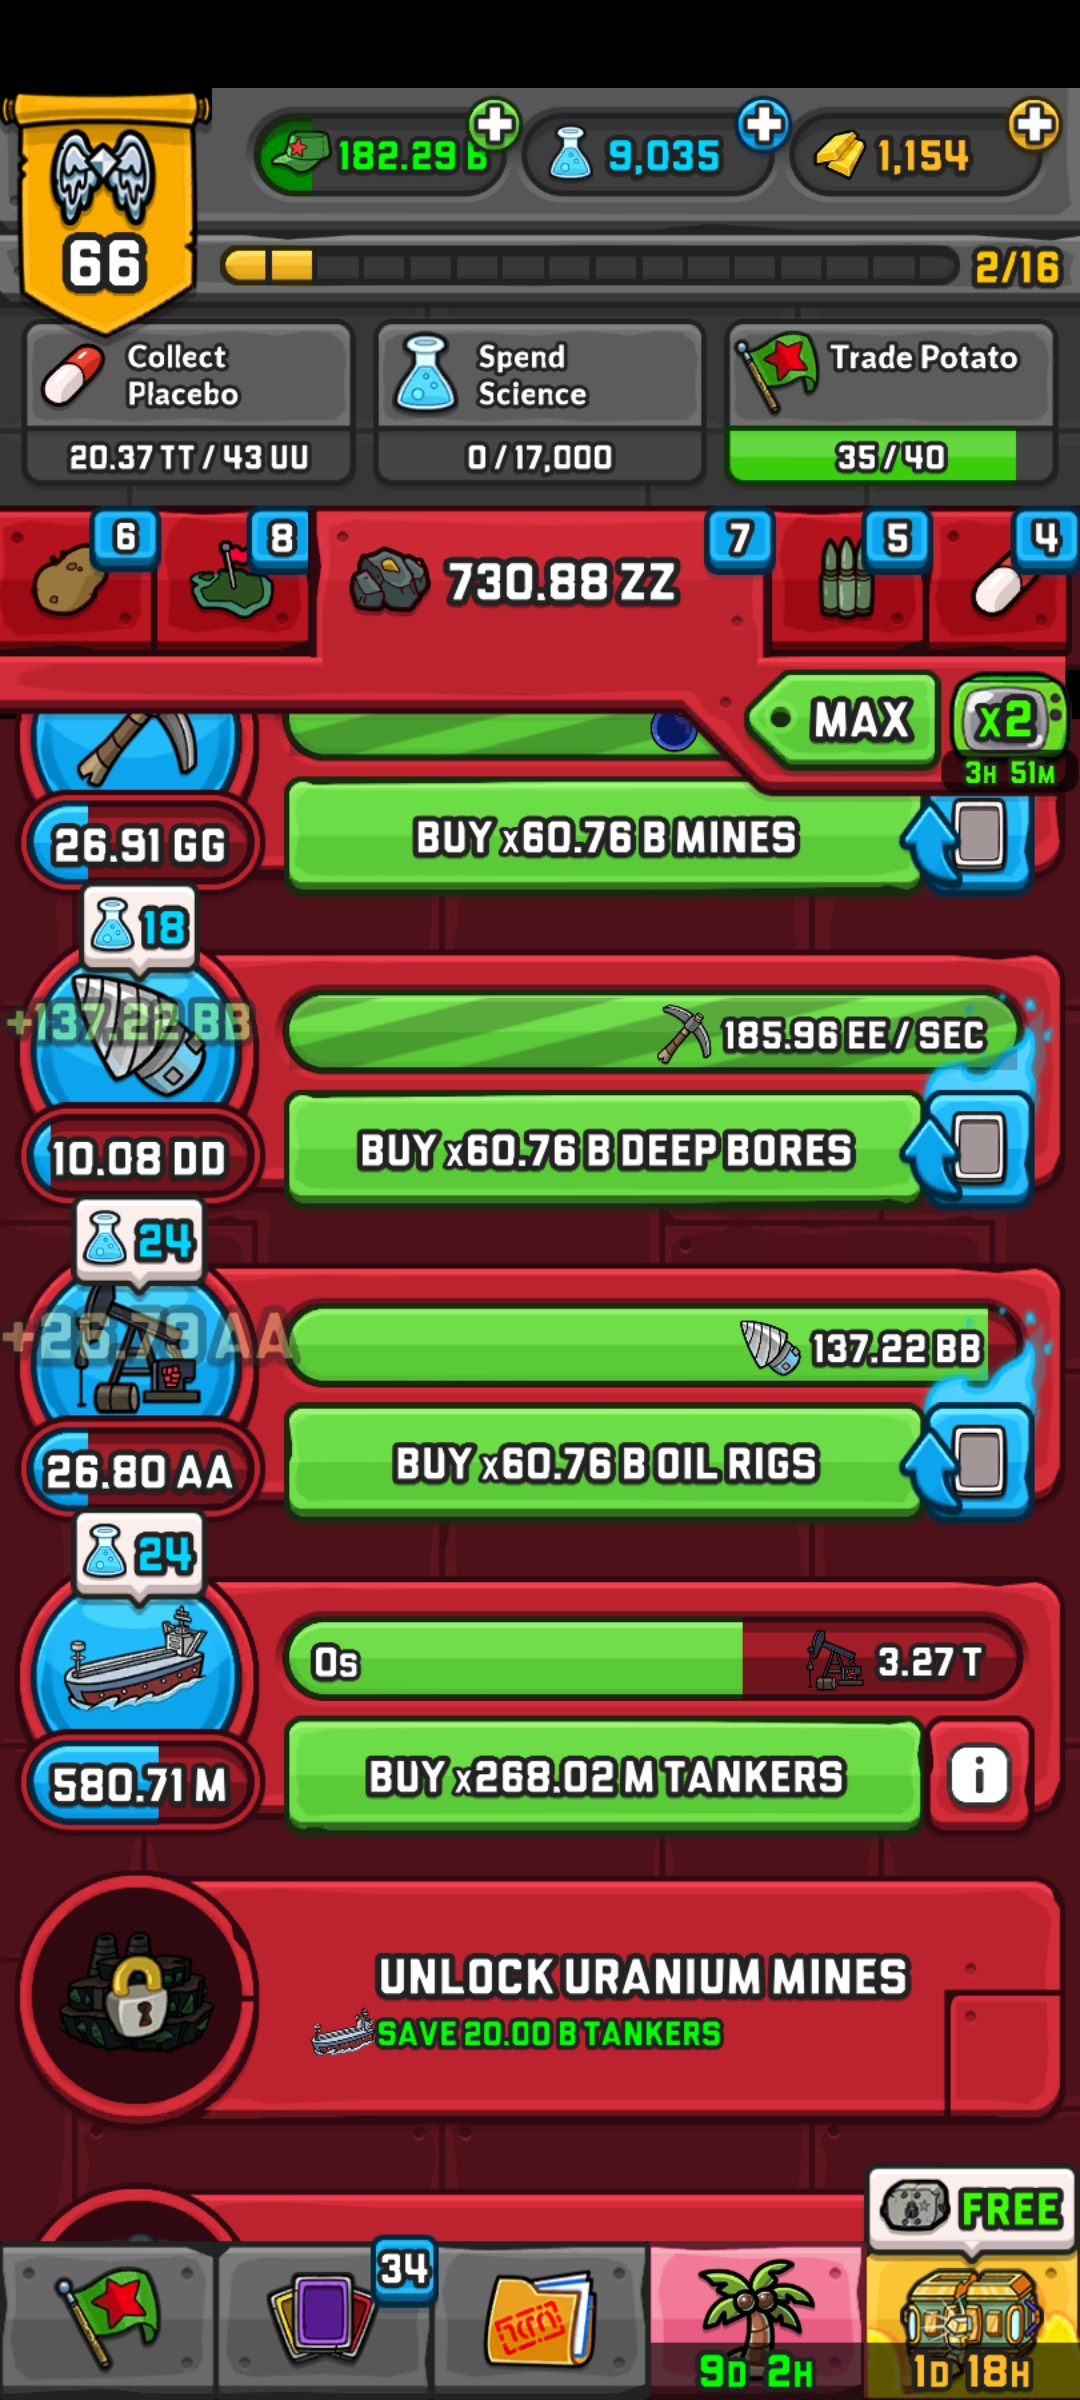 182.29 B
9,035
1,154
66
2/16
Collect
Placebo
20.37 TT / 43 UU
Spend
Science
0 / 17,000
Trade Potato
35 / 40
6
8
730.88 ZZ
7
5
4
MAX
x2
3H 51M
26.91 GG
BUY x60.76 B MINES
18
+137.22 BB
185.96 EE / SEC
10.08 DD
BUY x60.76 B DEEP BORES
24
137.22 BB
26.80 AA
BUY x60.76 B OIL RIGS
24
0s
3.27 T
580.71 M
BUY x268.02 M TANKERS
i
UNLOCK URANIUM MINES
SAVE 20.00 B TANKERS
FREE
34
9D 2H
1D 18H